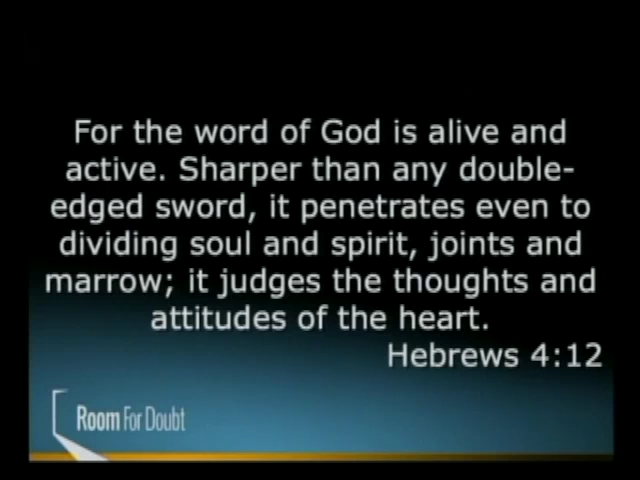 For the word of God is alive and
active. Sharper than any double-
edged sword, it penetrates even to
dividing soul and spirit, joints and
marrow; it judges the thoughts and
attitudes of the heart.
Hebrews 4:12
Room For Doubt